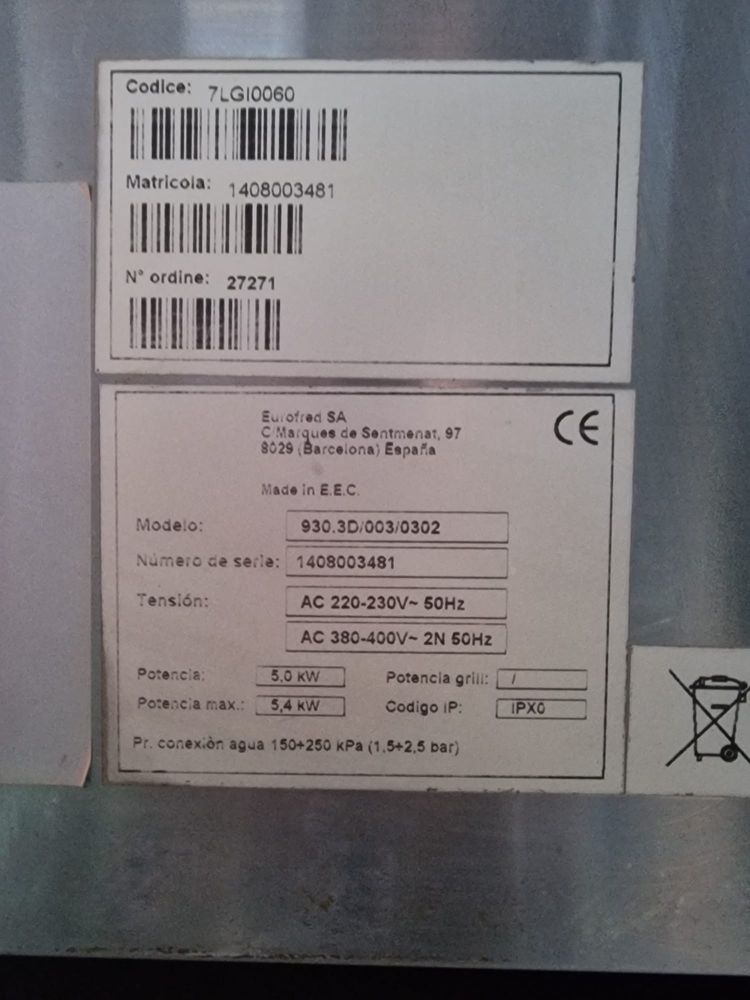 Codice: 7LGI0060
Matricola: 1408003481
N° ordine: 27271
Eurofred SA
C/Marques de Sentmenat, 97
8029 (Barcelona) España
CE
Made in E.E.C.
Modelo: 930.3D/003/0302
Número de serie: 1408003481
Tensión: AC 220-230V~ 50Hz
AC 380-400V~ 2N 50Hz
Potencia: 5,0 kW Potencia grill: /
Potencia max.: 5,4 kW Codigo IP: IPX0
Pr. conexiòn agua 150÷250 kPa (1,5÷2,5 bar)